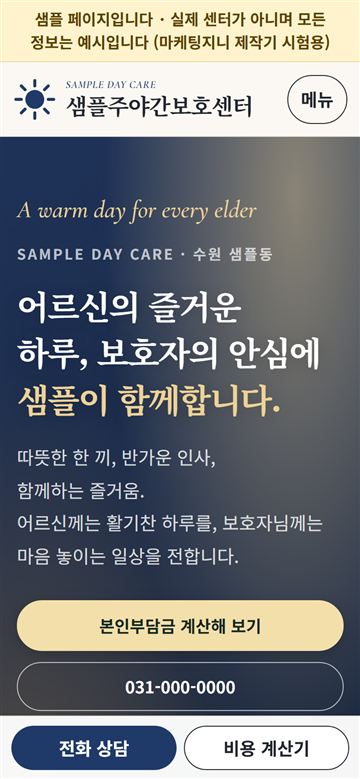 샘플 페이지입니다 · 실제 센터가 아니며 모든
정보는 예시입니다 (마케팅지니 제작기 시험용)
SAMPLE DAY CARE
샘플주야간보호센터
메뉴
A warm day for every elder
SAMPLE DAY CARE · 수원 샘플동
어르신의 즐거운
하루, 보호자의 안심에
샘플이 함께합니다.
따뜻한 한 끼, 반가운 인사,
함께하는 즐거움.
어르신께는 활기찬 하루를, 보호자님께는
마음 놓이는 일상을 전합니다.
본인부담금 계산해 보기
031-000-0000
전화 상담
비용 계산기